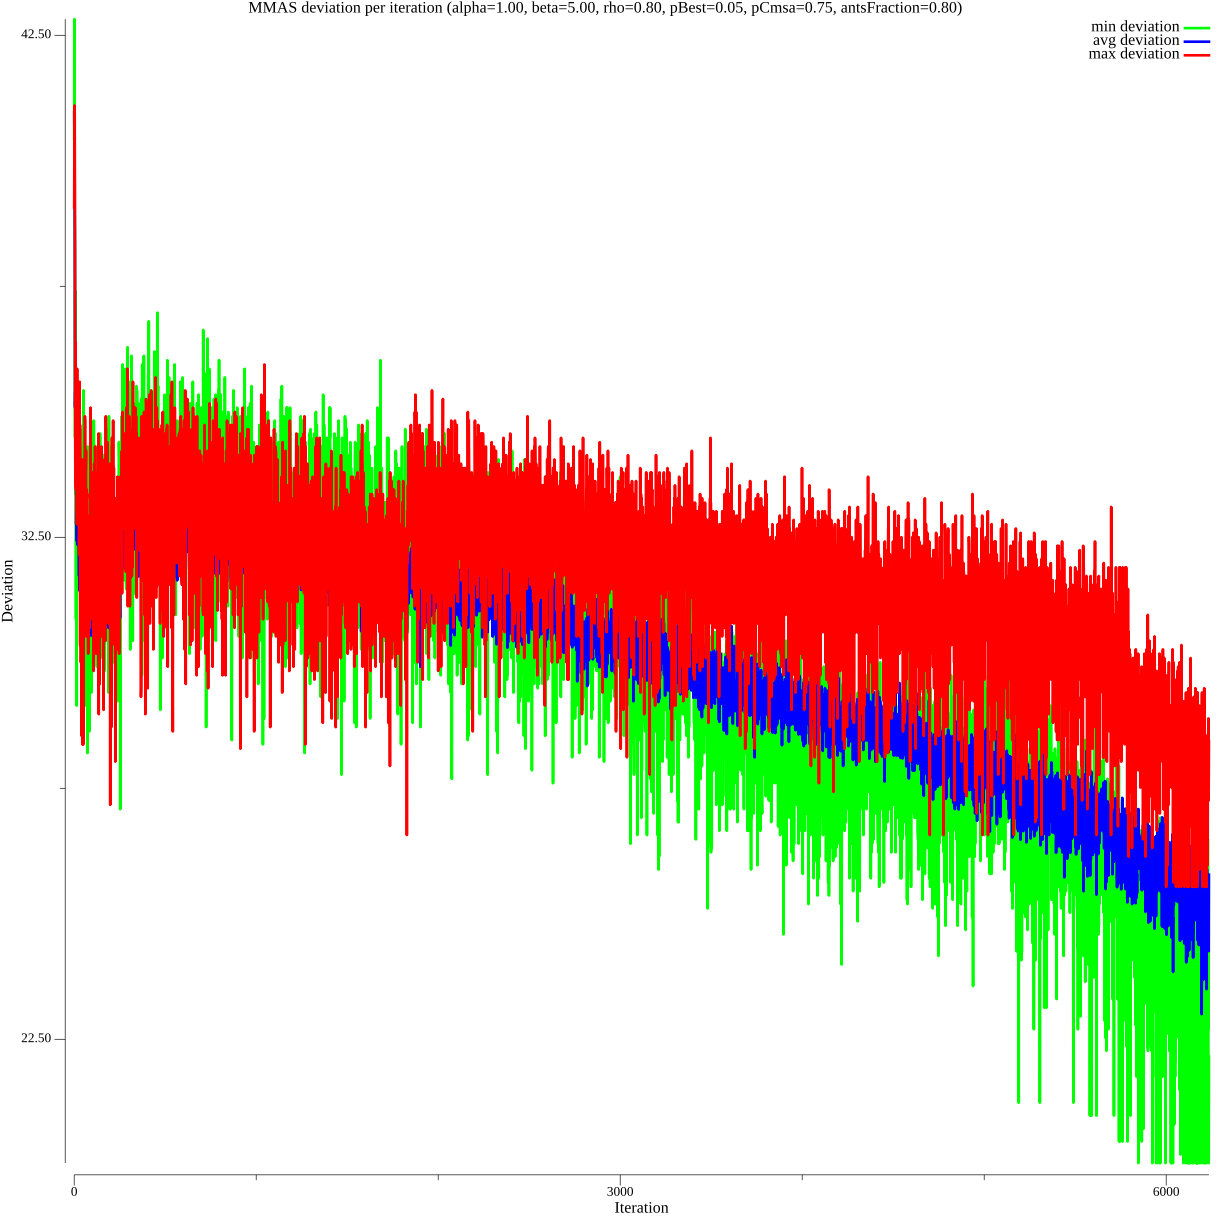 MMAS deviation per iteration (alpha=1.00, beta=5.00, rho=0.80, pBest=0.05, pCmsa=0.75, antsFraction=0.80)
min deviation
avg deviation
max deviation
42.50
32.50
22.50
Deviation
0
3000
6000
Iteration